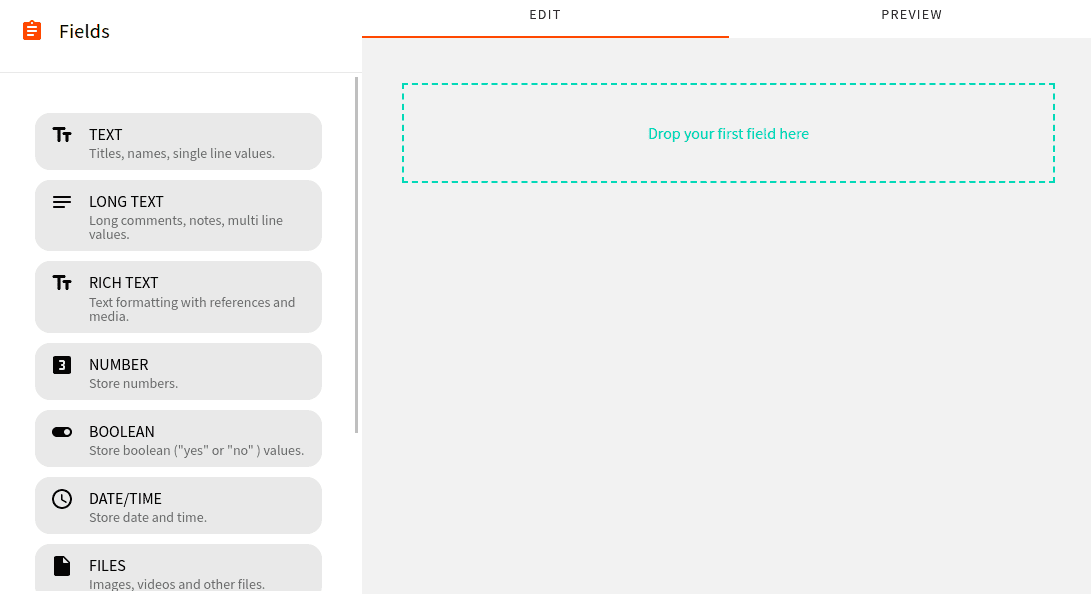 Fields
EDIT
PREVIEW
TEXT
Titles, names, single line values.
LONG TEXT
Long comments, notes, multi line
values.
RICH TEXT
Text formatting with references and
media.
3
NUMBER
Store numbers.
BOOLEAN
Store boolean ("yes" or "no" ) values.
DATE/TIME
Store date and time.
FILES
Images, videos and other files.
Drop your first field here